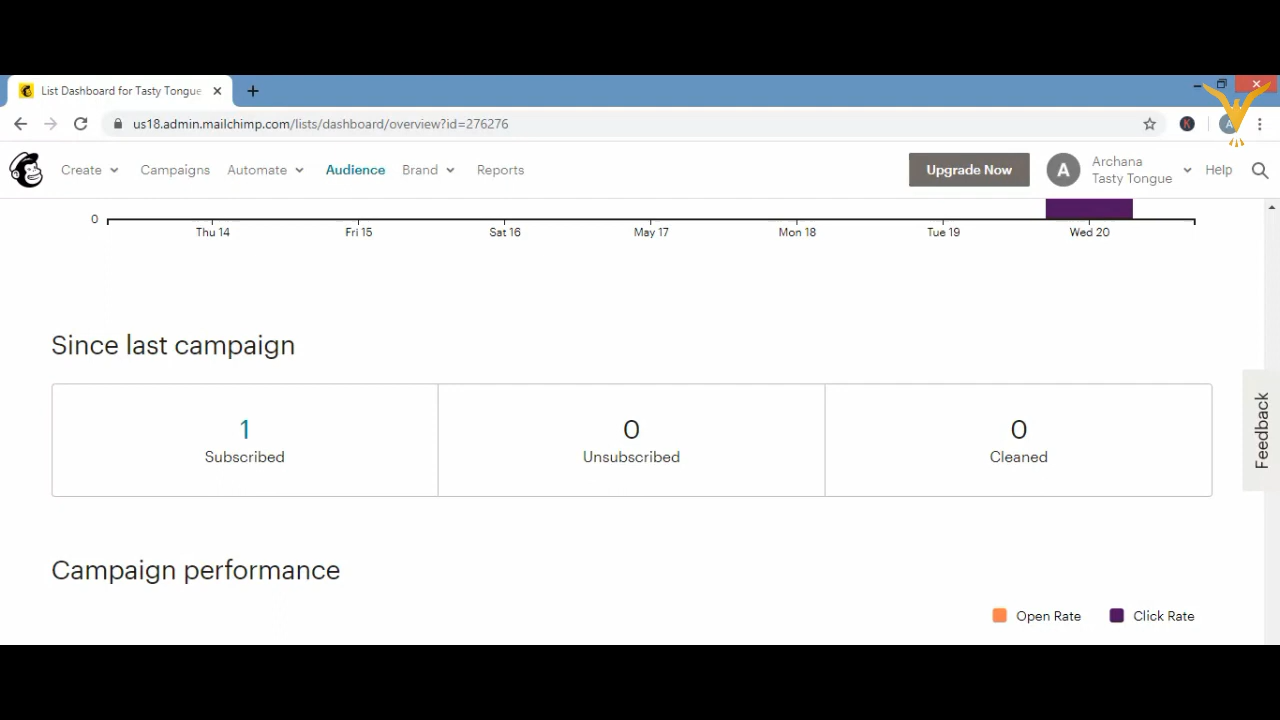 List Dashboard for Tasty Tongue
us18.admin.mailchimp.com/lists/dashboard/overview?id=276276
K
A
Create
Campaigns
Automate
Audience
Brand
Reports
Upgrade Now
A
Archana
Tasty Tongue
Help
0
Thu 14
Fri 15
Sat 16
May 17
Mon 18
Tue 19
Wed 20
Since last campaign
1
Subscribed
0
Unsubscribed
0
Cleaned
Feedback
Campaign performance
Open Rate
Click Rate